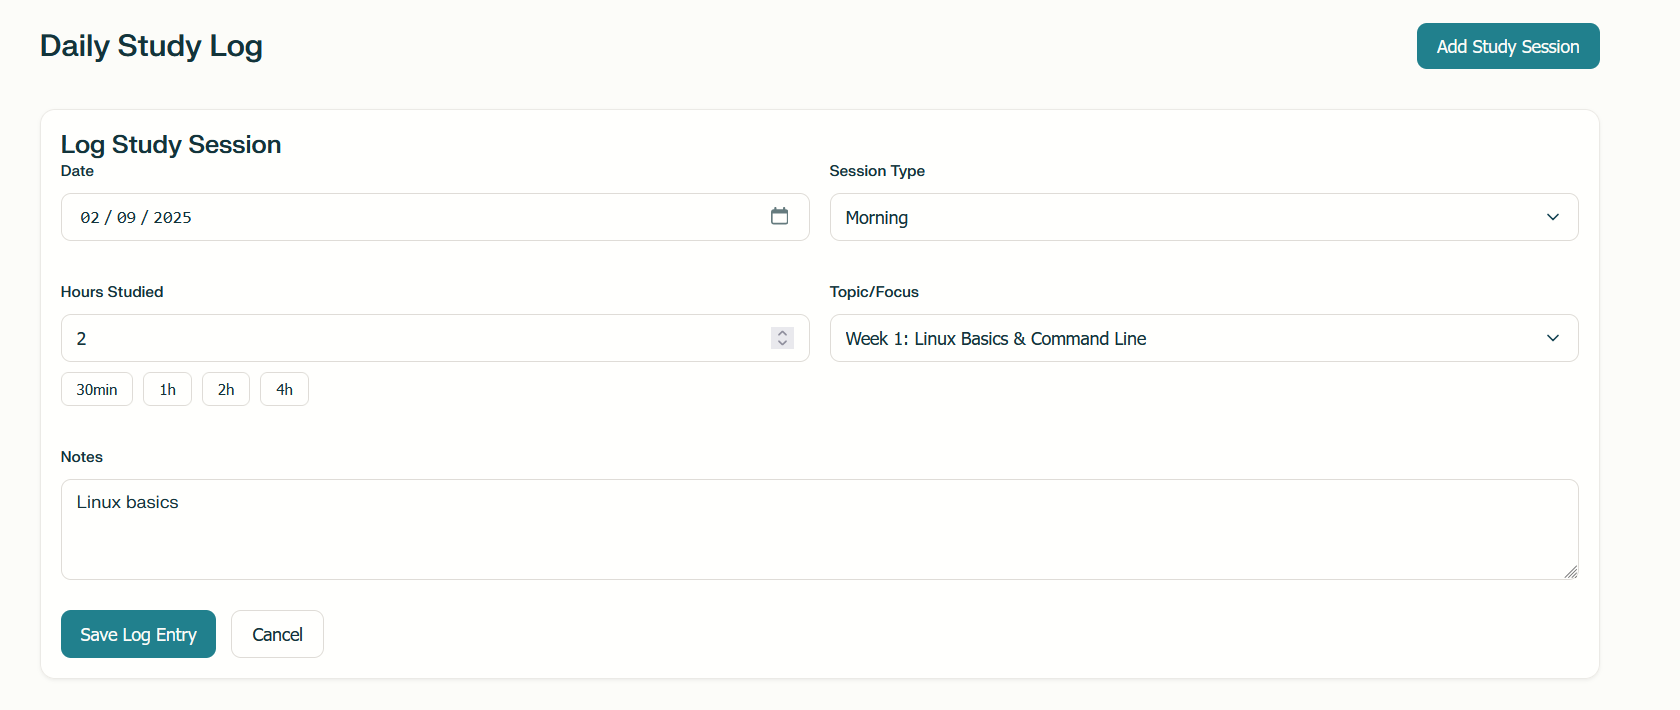 Daily Study Log
Add Study Session
Log Study Session
Date
Session Type
02 / 09 / 2025
Morning
Hours Studied
Topic/Focus
2
Week 1: Linux Basics & Command Line
30min
1h
2h
4h
Notes
Linux basics
Save Log Entry
Cancel